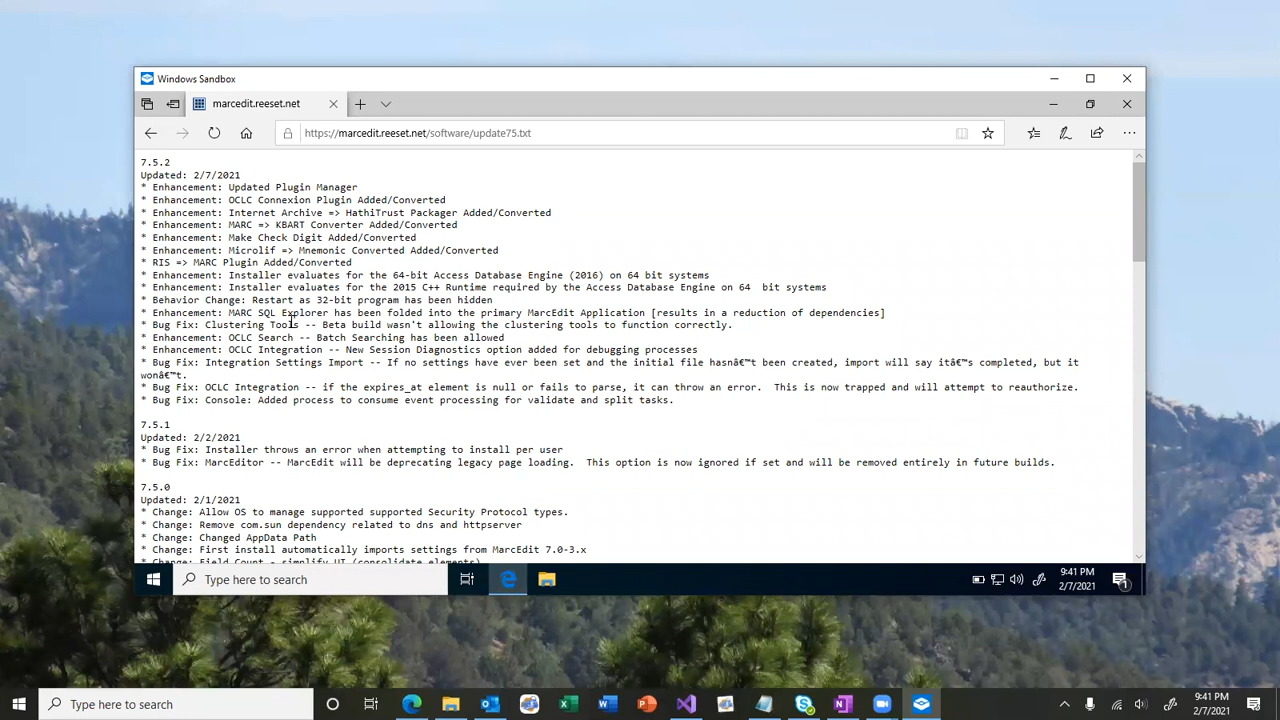 Windows Sandbox
marcedit.reeset.net
https://marcedit.reeset.net/software/update75.txt
7.5.2
Updated: 2/7/2021
* Enhancement: Updated Plugin Manager
* Enhancement: OCLC Connexion Plugin Added/Converted
* Enhancement: Internet Archive => HathiTrust Packager Added/Converted
* Enhancement: MARC => KBART Converter Added/Converted
* Enhancement: Make Check Digit Added/Converted
* Enhancement: Microlif => Mnemonic Converted Added/Converted
* RIS => MARC Plugin Added/Converted
* Enhancement: Installer evaluates for the 64-bit Access Database Engine (2016) on 64 bit systems
* Enhancement: Installer evaluates for the 2015 C++ Runtime required by the Access Database Engine on 64  bit systems
* Behavior Change: Restart as 32-bit program has been hidden
* Enhancement: MARC SQL Explorer has been folded into the primary MarcEdit Application [results in a reduction of dependencies]
* Bug Fix: Clustering Tools -- Beta build wasn't allowing the clustering tools to function correctly.
* Enhancement: OCLC Search -- Batch Searching has been allowed
* Enhancement: OCLC Integration -- New Session Diagnostics option added for debugging processes
* Bug Fix: Integration Settings Import -- If no settings have ever been set and the initial file hasnâ€™t been created, import will say itâ€™s completed, but it
wonâ€™t.
* Bug Fix: OCLC Integration -- if the expires_at element is null or fails to parse, it can throw an error.  This is now trapped and will attempt to reauthorize.
* Bug Fix: Console: Added process to consume event processing for validate and split tasks.
7.5.1
Updated: 2/2/2021
* Bug Fix: Installer throws an error when attempting to install per user
* Bug Fix: MarcEditor -- MarcEdit will be deprecating legacy page loading.  This option is now ignored if set and will be removed entirely in future builds.
7.5.0
Updated: 2/1/2021
* Change: Allow OS to manage supported supported Security Protocol types.
* Change: Remove com.sun dependency related to dns and httpserver
* Change: Changed AppData Path
* Change: First install automatically imports settings from MarcEdit 7.0-3.x
* Change: Field Count - simplify UI (consolidate elements)
Type here to search
9:41 PM
2/7/2021
1
Type here to search
9:41 PM
2/7/2021